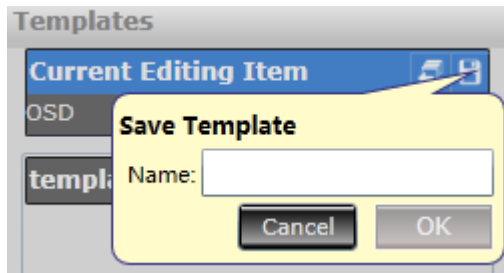 Templates
Current Editing Item
OSD
Save Template
Name:
Cancel OK